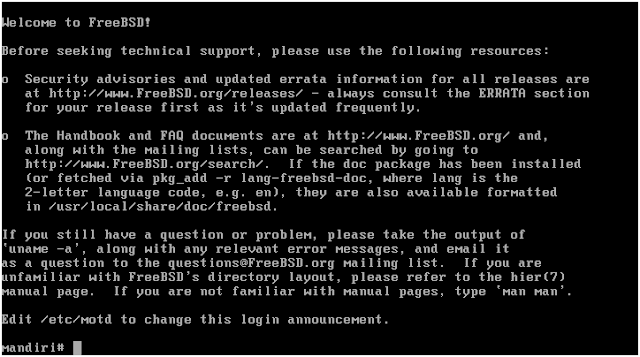 Welcome to FreeBSD!
Before seeking technical support, please use the following resources:
o  Security advisories and updated errata information for all releases are
   at http://www.FreeBSD.org/releases/ - always consult the ERRATA section
   for your release first as it's updated frequently.
o  The Handbook and FAQ documents are at http://www.FreeBSD.org/ and,
   along with the mailing lists, can be searched by going to
   http://www.FreeBSD.org/search/.  If the doc package has been installed
   (or fetched via pkg_add -r lang-freebsd-doc, where lang is the
   2-letter language code, e.g. en), they are also available formatted
   in /usr/local/share/doc/freebsd.
If you still have a question or problem, please take the output of
`uname -a', along with any relevant error messages, and email it
as a question to the questions@FreeBSD.org mailing list.  If you are
unfamiliar with FreeBSD's directory layout, please refer to the hier(7)
manual page.  If you are not familiar with manual pages, type `man man'.
Edit /etc/motd to change this login announcement.
mandiri#